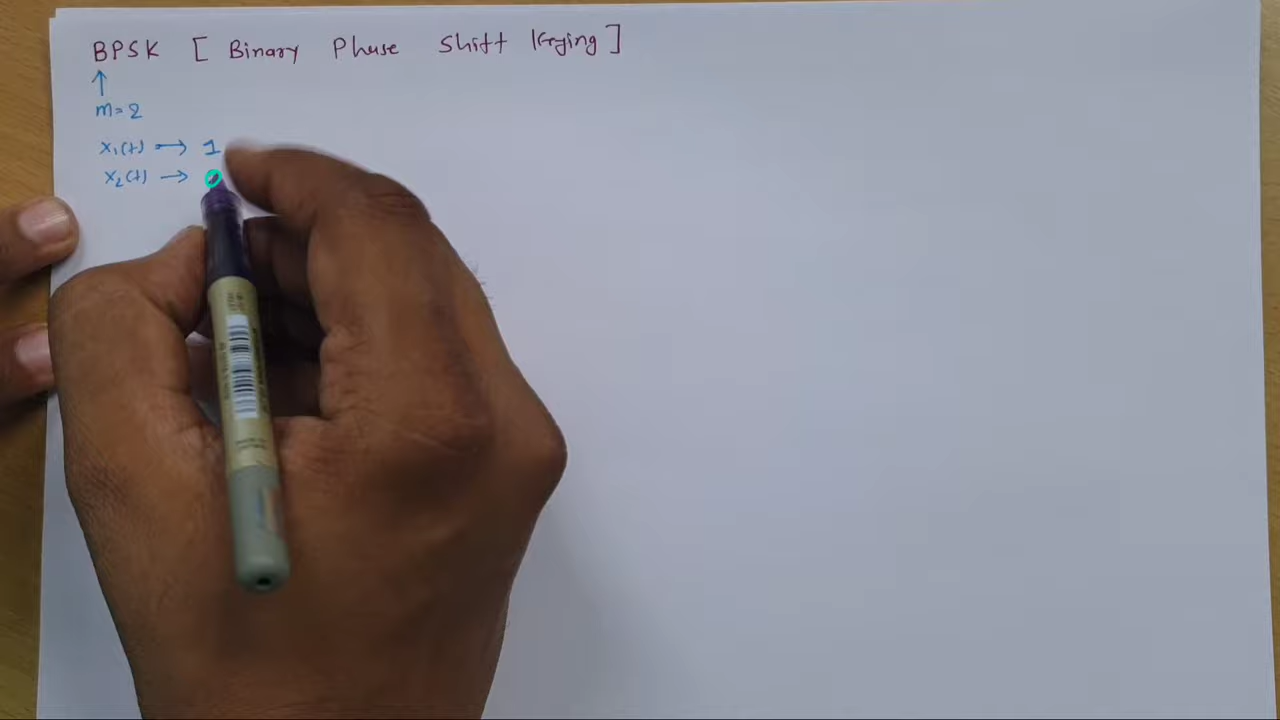 BPSK [ Binary Phase Shift Keying ]
↑
m = 2
x₁(t) → 1
x₂(t) → 0